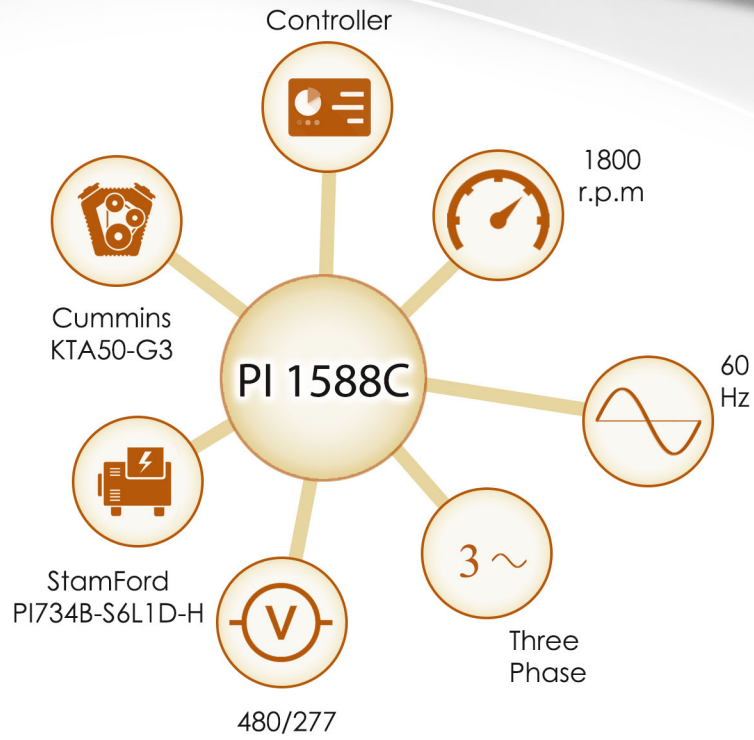 Controller
1800
r.p.m
Cummins
KTA50-G3
PI 1588C
60
Hz
StamFord
PI734B-S6L1D-H
3～
Three
Phase
V
480/277